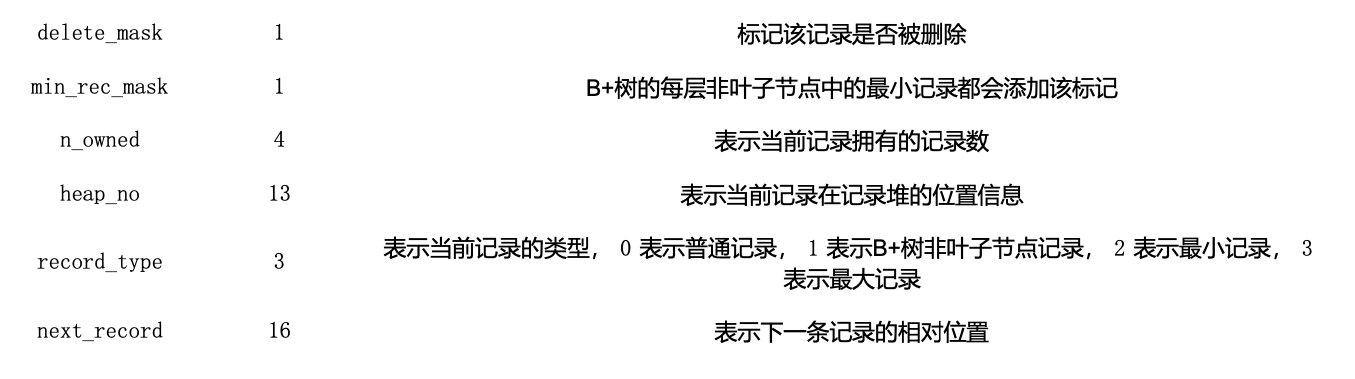 delete_mask 1 标记该记录是否被删除
min_rec_mask 1 B+树的每层非叶子节点中的最小记录都会添加该标记
n_owned 4 表示当前记录拥有的记录数
heap_no 13 表示当前记录在记录堆的位置信息
record_type 3 表示当前记录的类型， 0 表示普通记录， 1 表示B+树非叶子节点记录， 2 表示最小记录， 3
表示最大记录
next_record 16 表示下一条记录的相对位置